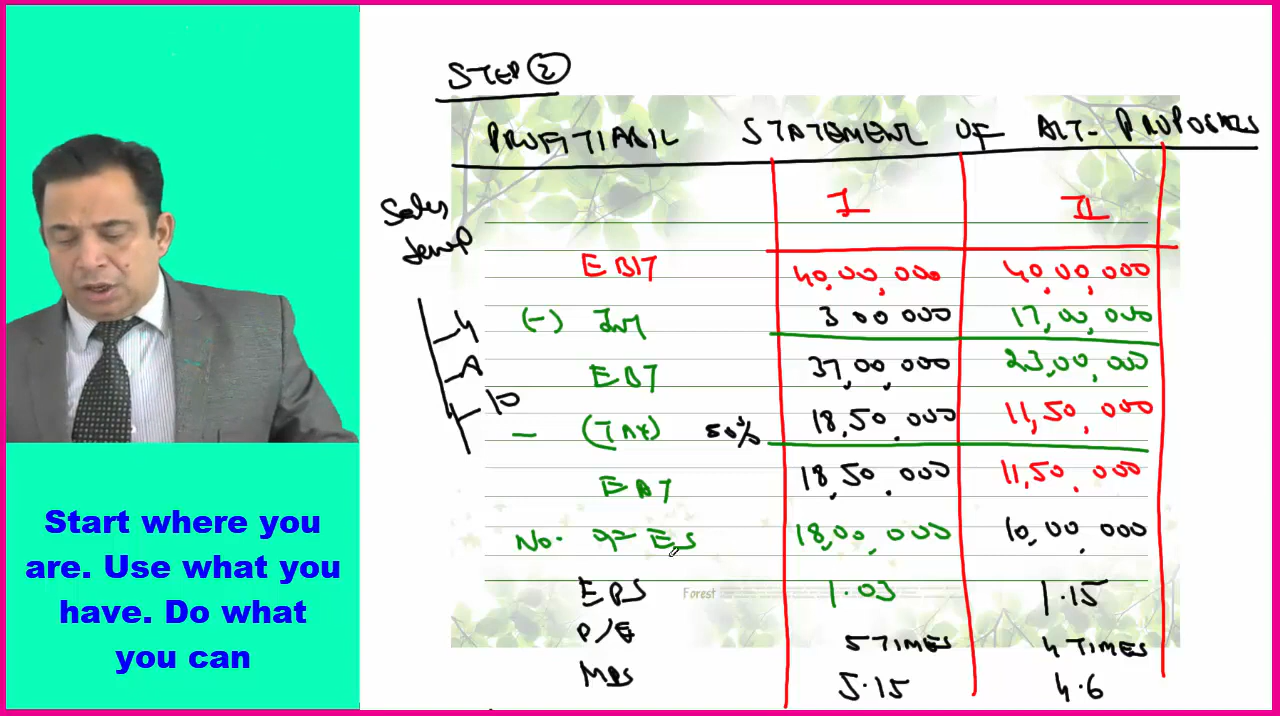 STEP 2
PROFITIABIL STATEMENT OF ALT- PROPOSALS
Sales
I II
EBIT 40,00,000 40,00,000
(-) Int 3 00 000 17,00,000
EBT 37,00,000 23,00,000
- (TAX) 50% 18,50,000 11,50,000
EAT 18,50,000 11,50,000
No. of ES 18,00,000 10,00,000
EPS 1.03 1.15
P/E 5 TIMES 4 TIMES
MPS 5.15 4.6
10
Forest
Start where you
are. Use what you
have. Do what
you can